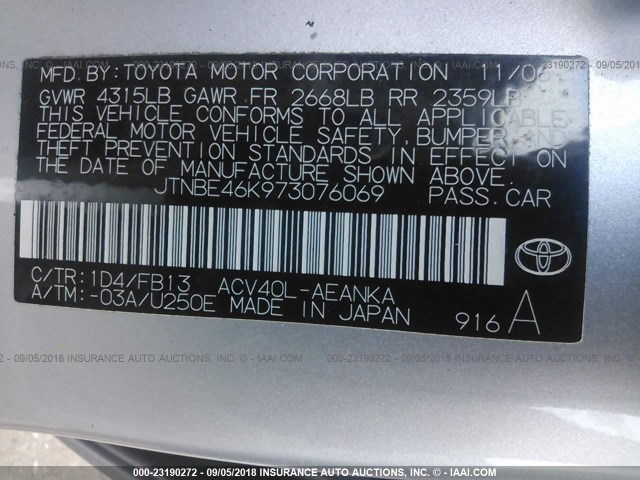 MFD. BY: TOYOTA MOTOR CORPORATION 11/06
GVWR 4315LB GAWR FR 2668LB RR 2359LB
THIS VEHICLE CONFORMS TO ALL APPLICABLE
FEDERAL MOTOR VEHICLE SAFETY, BUMPER, AND
THEFT PREVENTION STANDARDS IN EFFECT ON
THE DATE OF MANUFACTURE SHOWN ABOVE.
JTNBE46K973076069 PASS. CAR
C/TR: 1D4/FB13 ACV40L-AEANKA
A/TM: -03A/U250E MADE IN JAPAN
916 A
000-23190272 - 09/05/2018 INSURANCE AUTO AUCTIONS, INC. - © - IAAI.COM